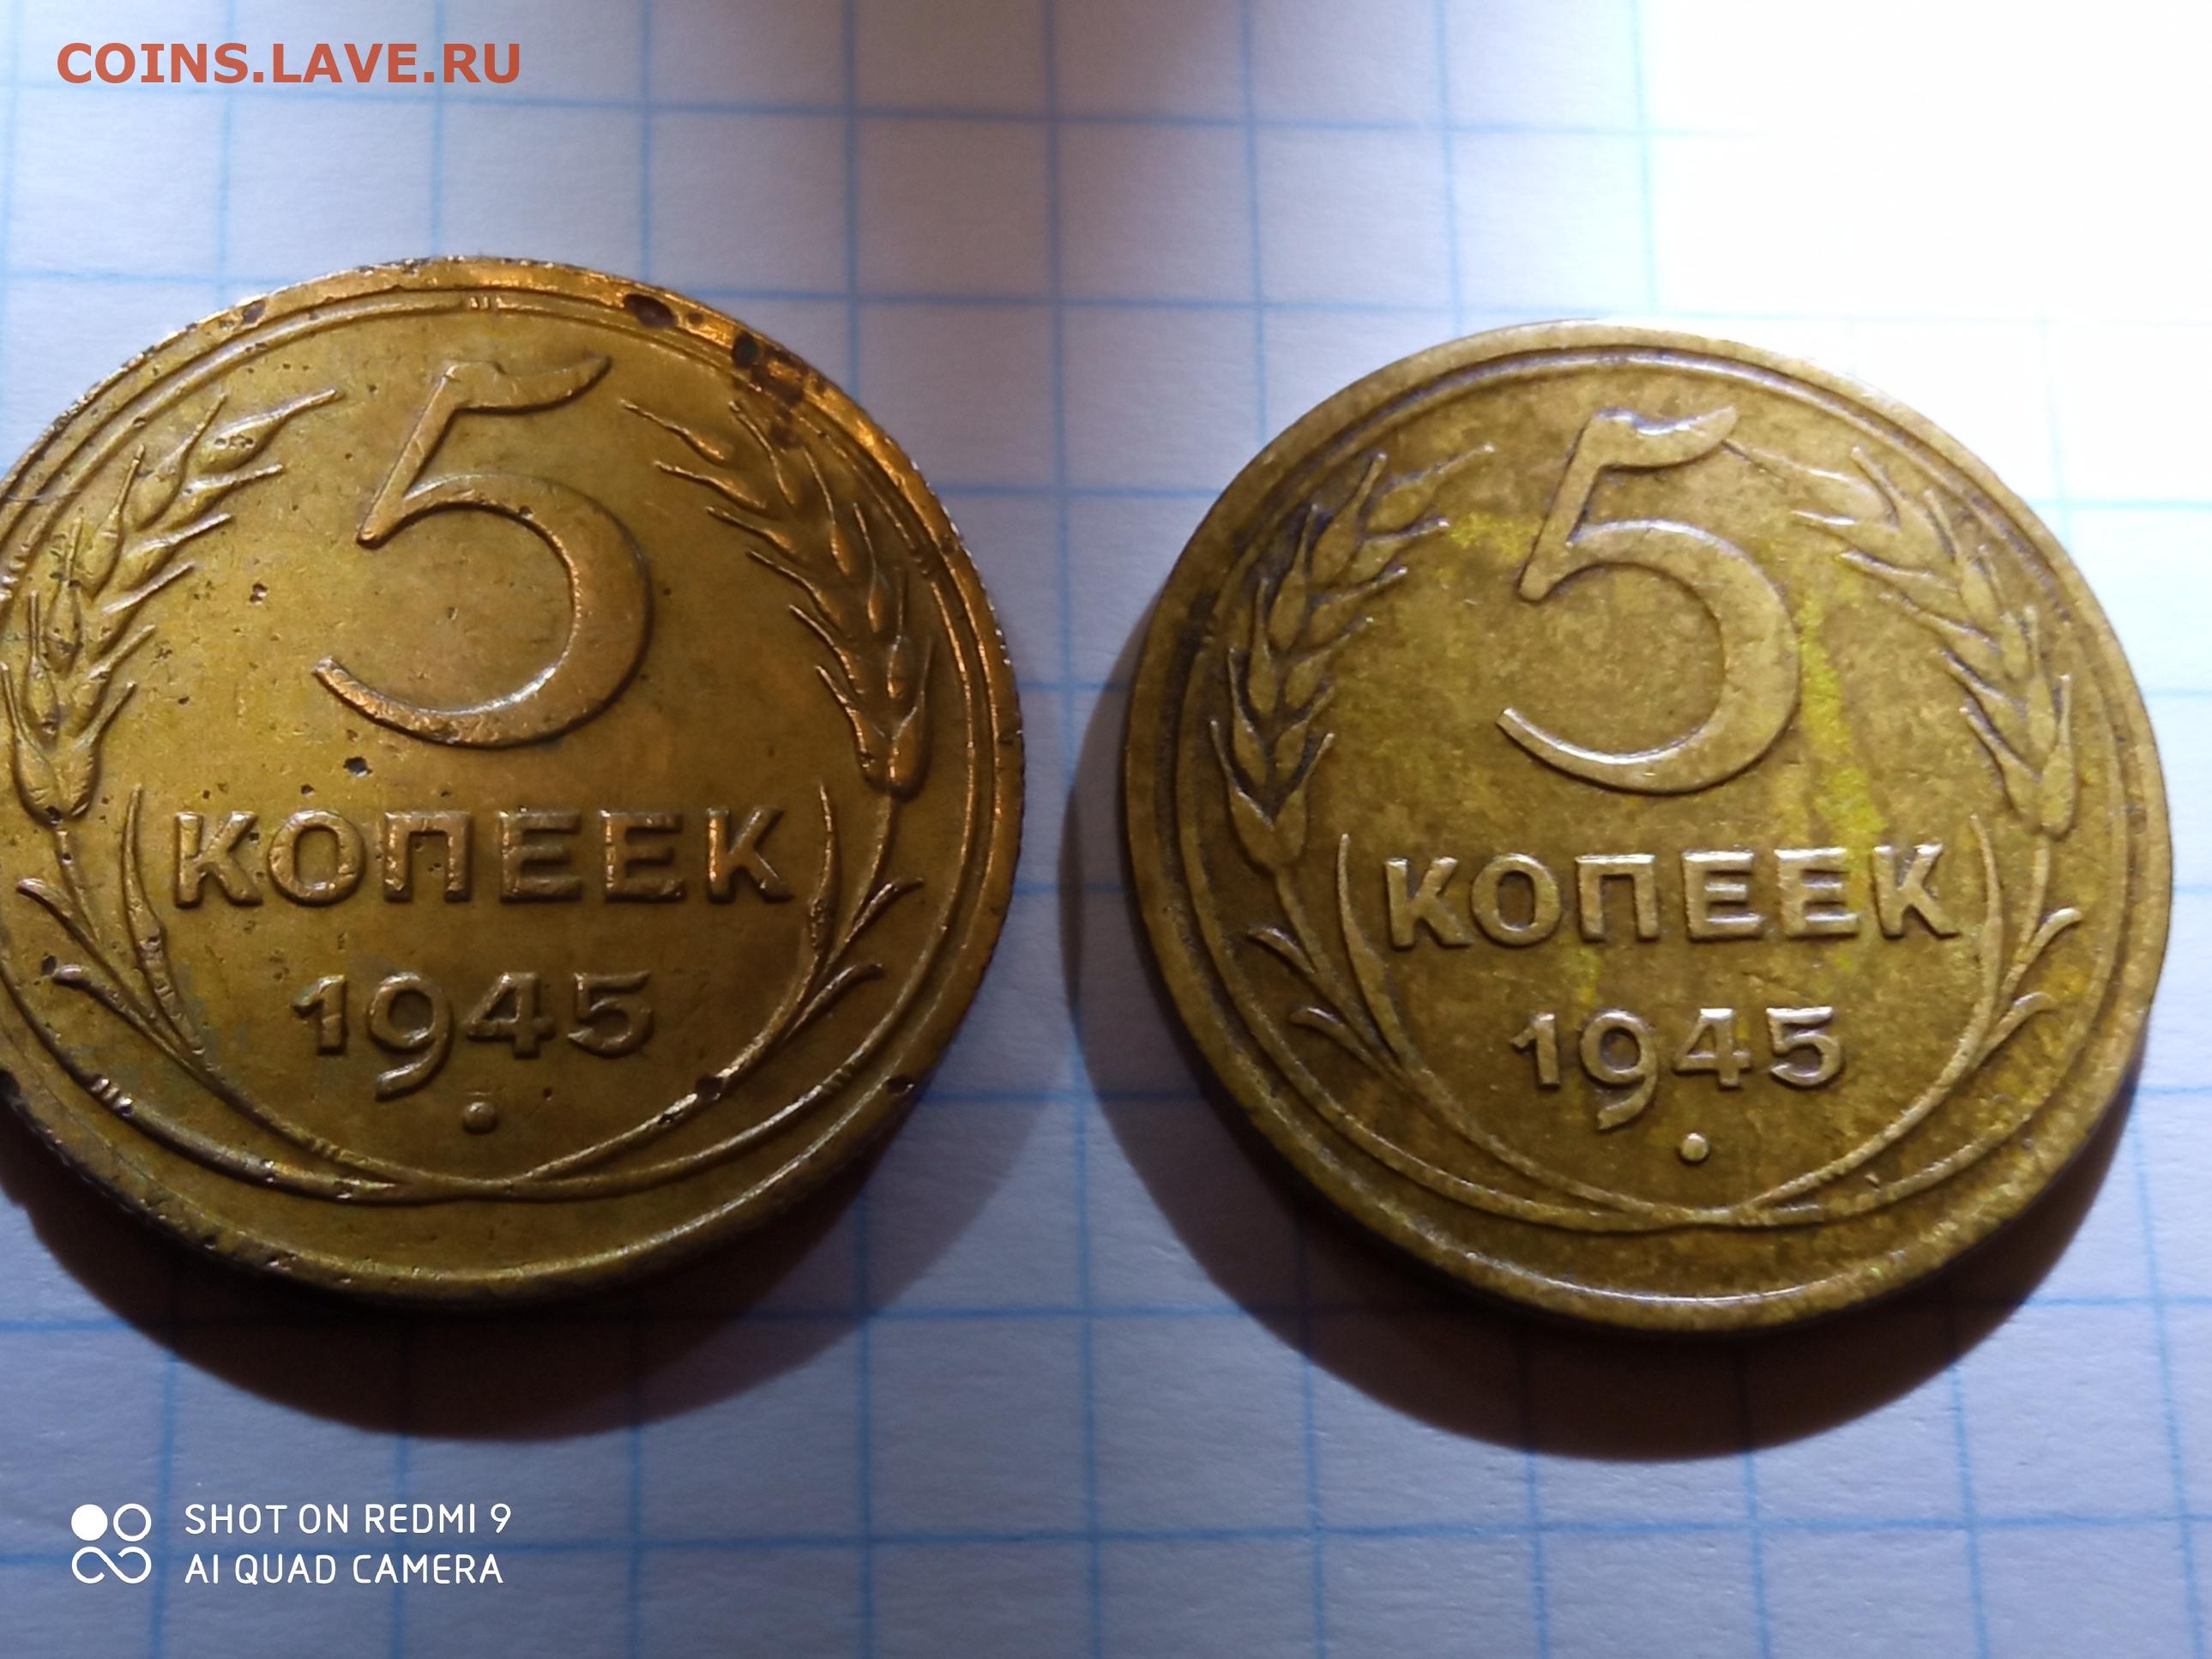 COINS.LAVE.RU
5
КОПЕЕК
1945
5
КОПЕЕК
1945
SHOT ON REDMI 9
AI QUAD CAMERA